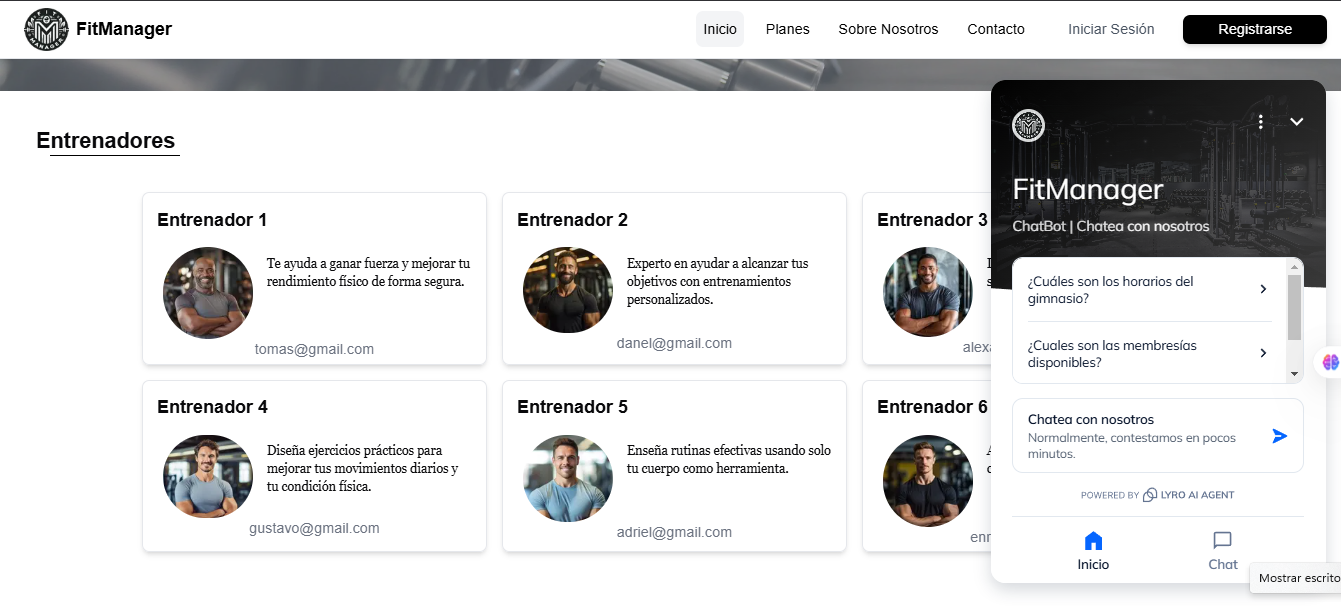 FitManager
Inicio
Planes
Sobre Nosotros
Contacto
Iniciar Sesión
Registrarse
Entrenadores
Entrenador 1
Te ayuda a ganar fuerza y mejorar tu
rendimiento físico de forma segura.
tomas@gmail.com
Entrenador 2
Experto en ayudar a alcanzar tus
objetivos con entrenamientos
personalizados.
danel@gmail.com
Entrenador 3
Entrenador 4
Diseña ejercicios prácticos para
mejorar tus movimientos diarios y
tu condición física.
gustavo@gmail.com
Entrenador 5
Enseña rutinas efectivas usando solo
tu cuerpo como herramienta.
adriel@gmail.com
Entrenador 6
FitManager
ChatBot | Chatea con nosotros
¿Cuáles son los horarios del
gimnasio?
¿Cuales son las membresías
disponibles?
Chatea con nosotros
Normalmente, contestamos en pocos
minutos.
POWERED BY LYRO AI AGENT
Inicio
Chat
Mostrar escrito